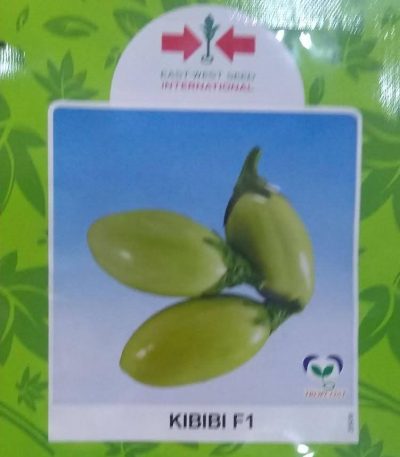 EAST-WEST SEED
INTERNATIONAL
KIBIBI F1